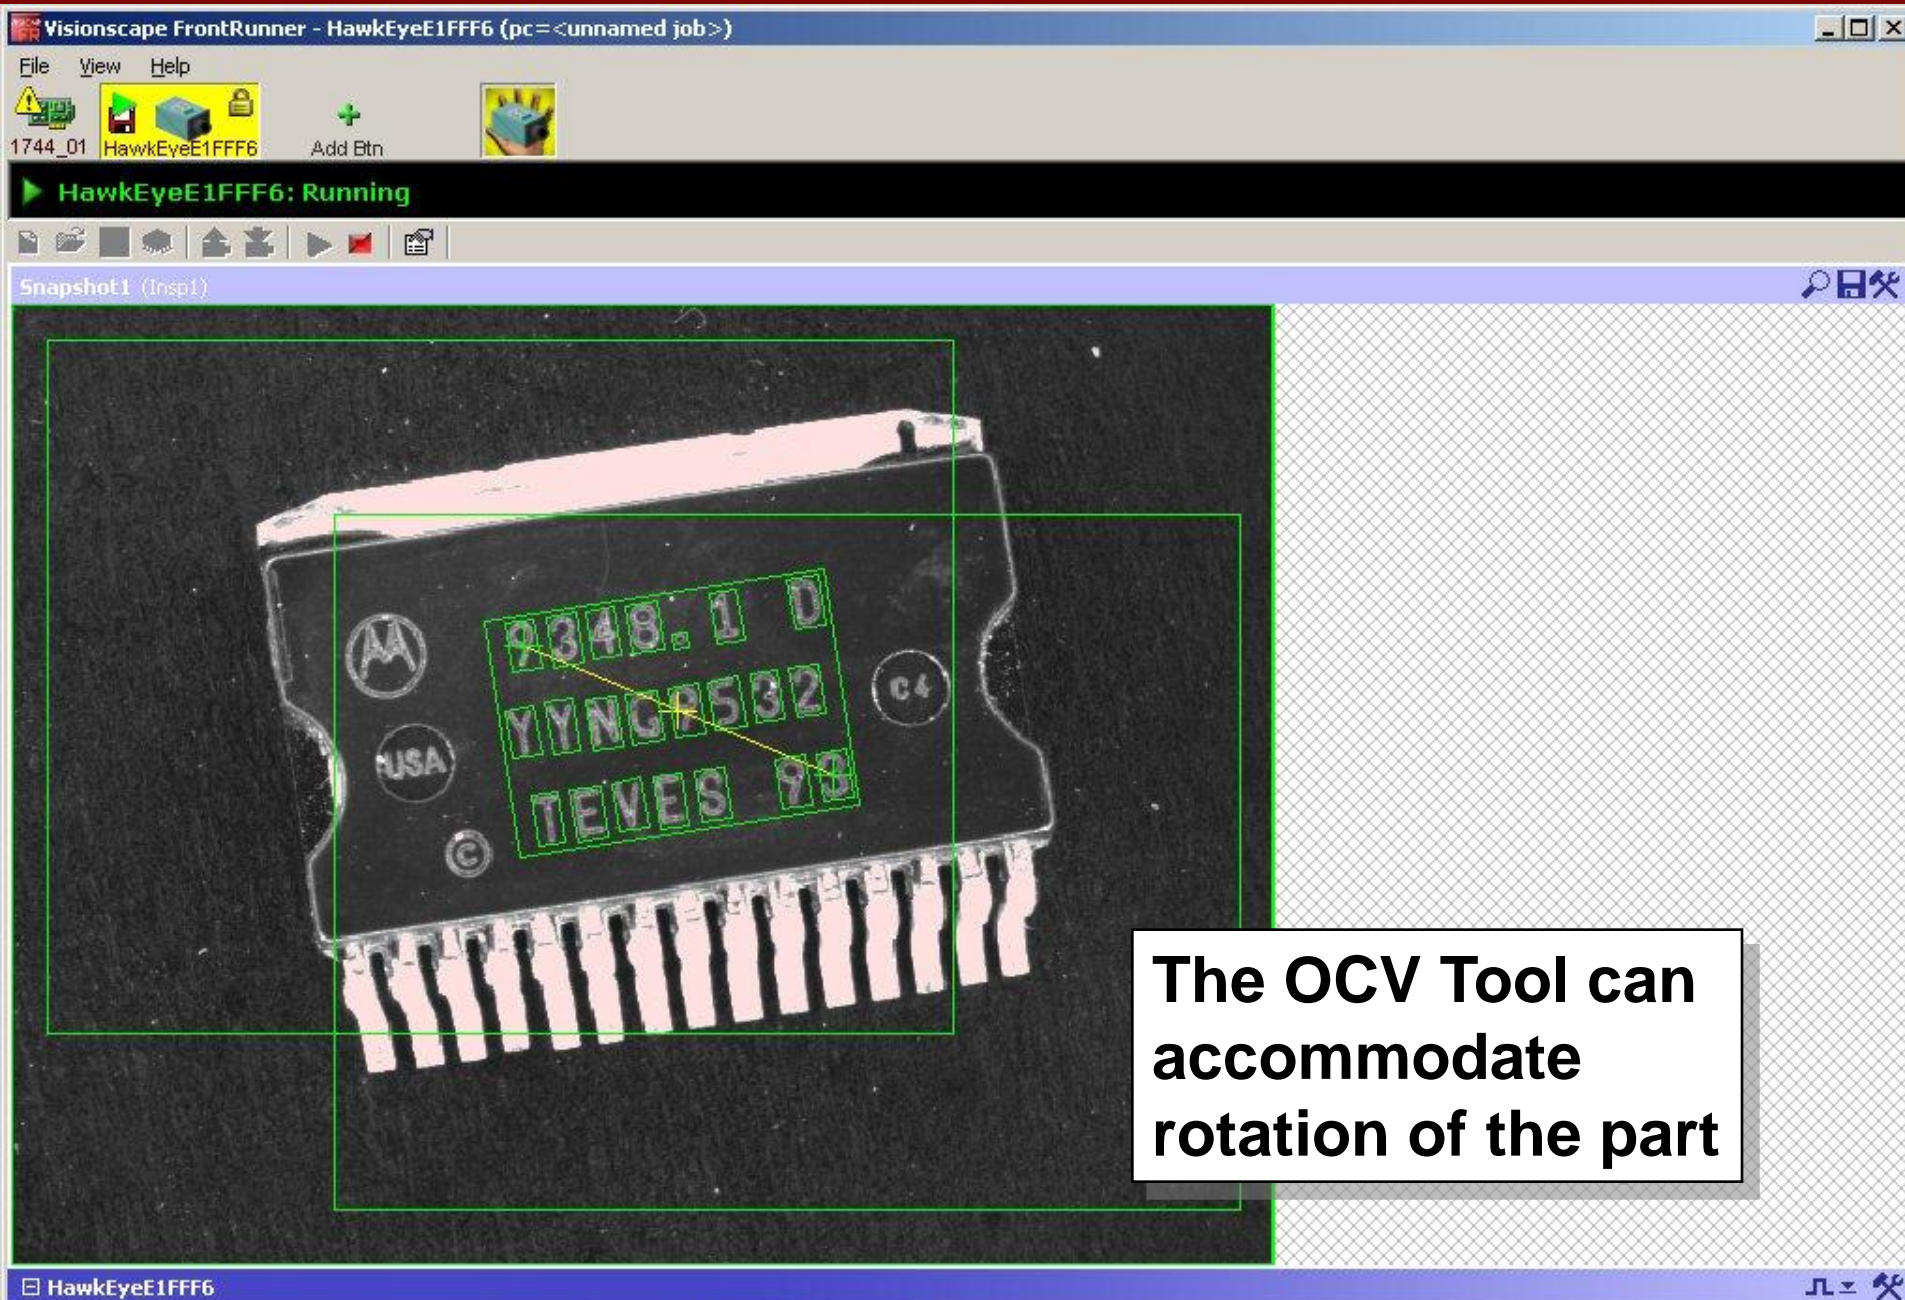 Visionscape FrontRunner - HawkEyeE1FFF6 (pc=<unnamed job>)
File View Help
1744_01 HawkEyeE1FFF6 Add Btn
HawkEyeE1FFF6: Running
Snapshot1 (Insp1)
9348.1 D
YYNGP532
C4
USA
TEVES 93
©
The OCV Tool can
accommodate
rotation of the part
HawkEyeE1FFF6